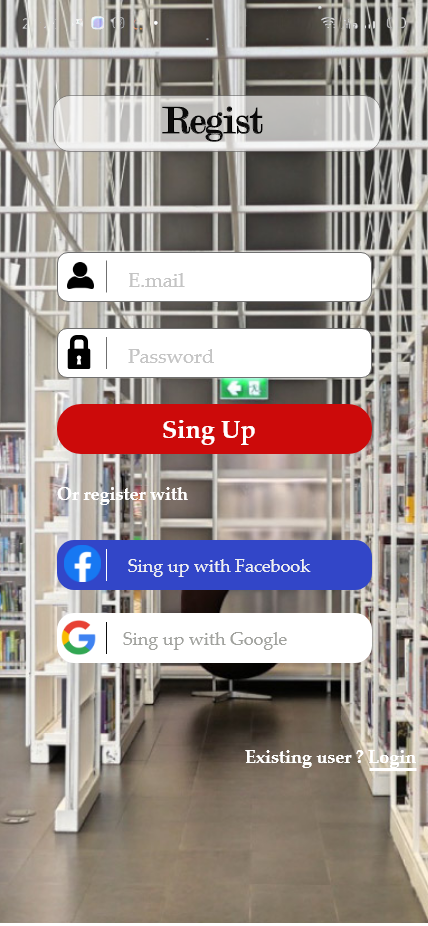 Regist
E.mail
Password
Sing Up
Or register with
Sing up with Facebook
Sing up with Google
Existing user ? Login